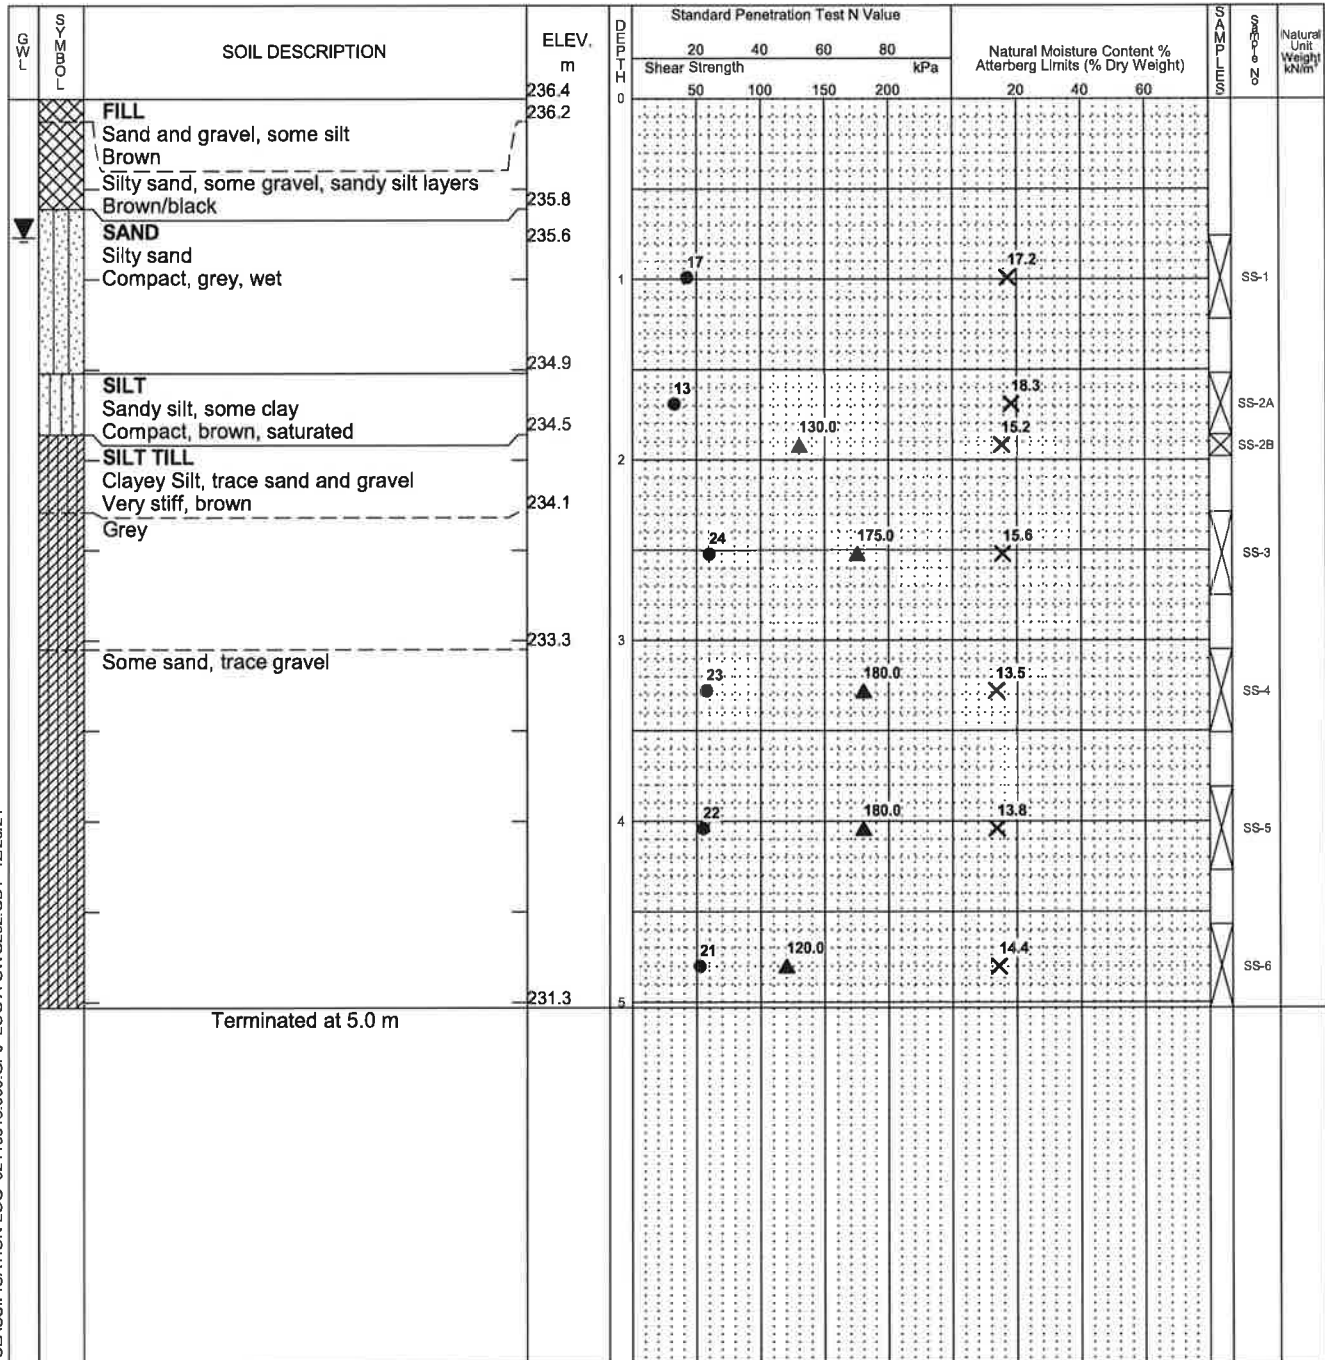 GWL
SYMBOL
SOIL DESCRIPTION
ELEV.
m
236.4
DEPTH
0
Standard Penetration Test N Value
20 40 60 80
Shear Strength kPa
50 100 150 200
Natural Moisture Content %
Atterberg Limits (% Dry Weight)
20 40 60
SAMPLES
Sample No
Natural
Unit
Weight
kN/m³
FILL
236.2
Sand and gravel, some silt
Brown
Silty sand, some gravel, sandy silt layers
235.8
Brown/black
SAND
235.6
Silty sand
Compact, grey, wet
17
17.2
1
SS-1
234.9
SILT
Sandy silt, some clay
13
18.3
SS-2A
Compact, brown, saturated
234.5
130.0
15.2
SS-2B
SILT TILL
2
Clayey Silt, trace sand and gravel
Very stiff, brown
234.1
Grey
24
175.0
15.6
SS-3
233.3
3
Some sand, trace gravel
23
180.0
13.5
SS-4
22
180.0
13.8
4
SS-5
21
120.0
14.4
SS-6
231.3
5
Terminated at 5.0 m